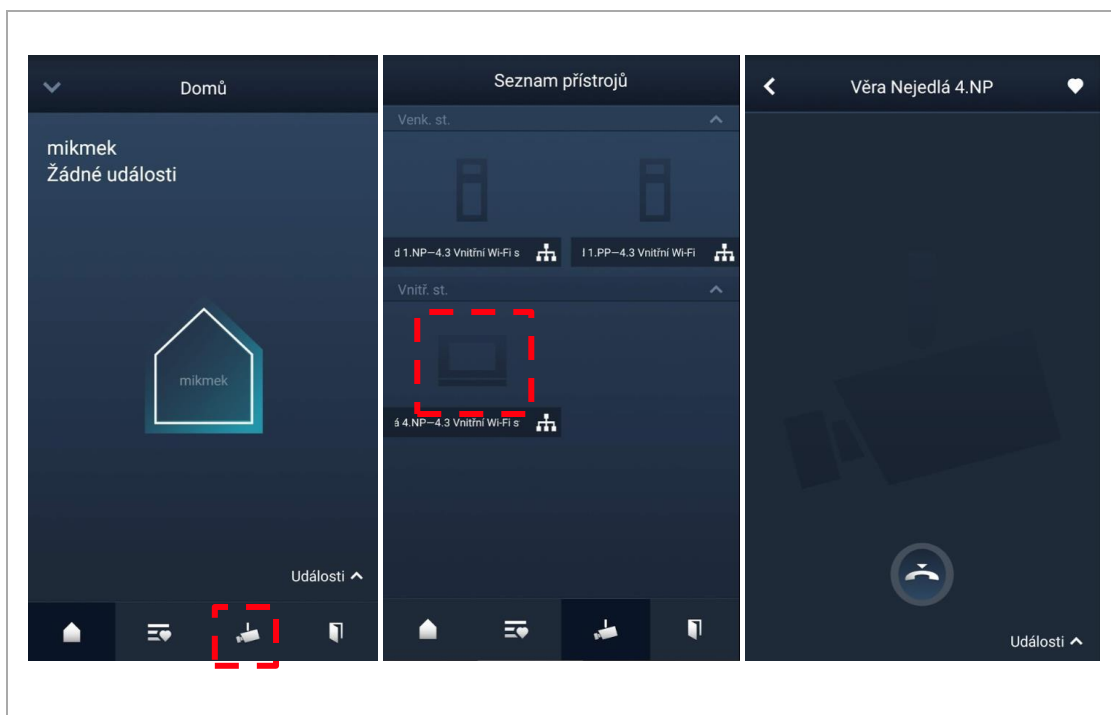 Domů
mikmek
Žádné události
mikmek
Události
Seznam přístrojů
Venk. st.
d 1.NP—4.3 Vnitřní Wi-Fi s
l 1.PP—4.3 Vnitřní Wi-Fi
Vnitř. st.
á 4.NP—4.3 Vnitřní Wi-Fi s
Věra Nejedlá 4.NP
Události